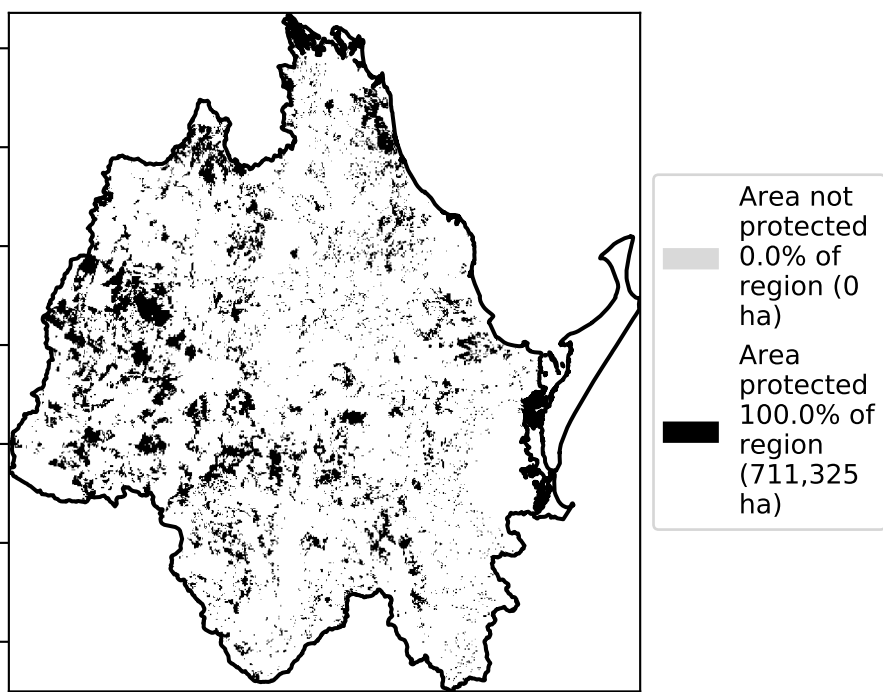 Area not
protected
0.0% of
region (0
ha)
Area
protected
100.0% of
region
(711,325
ha)